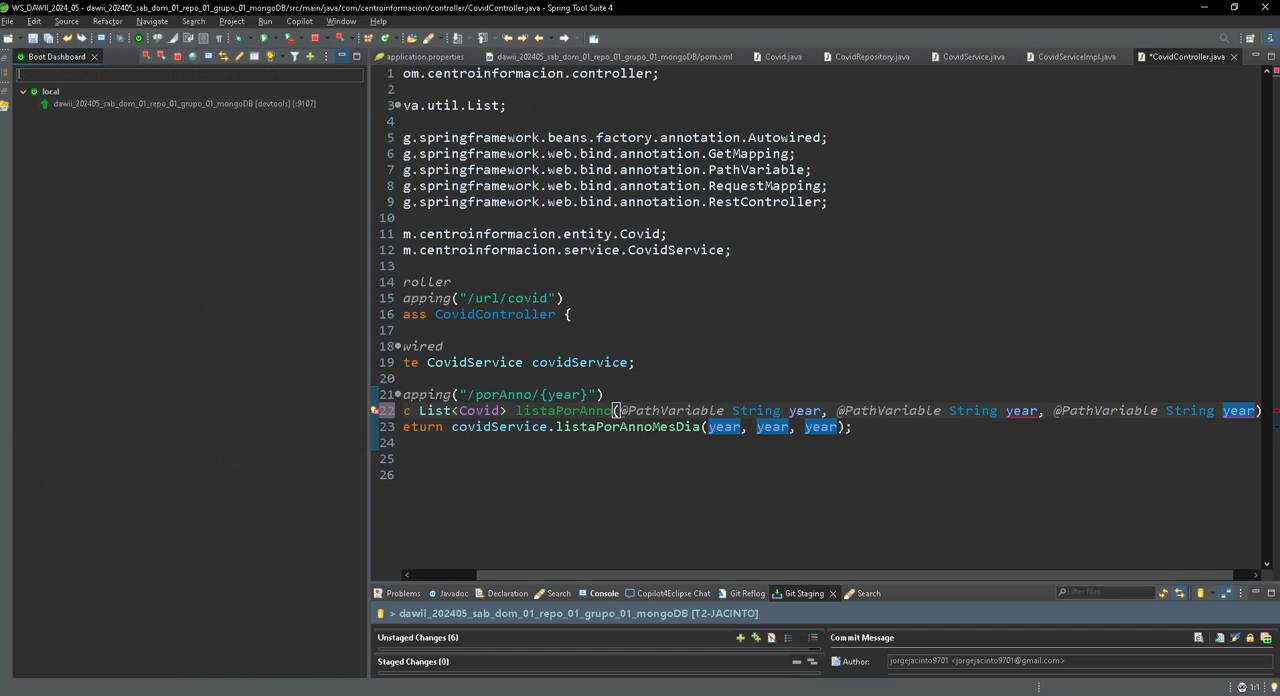 WS_DAWII_2024_05 - dawii_202405_sab_dom_01_repo_01_grupo_01_mongoDB/src/main/java/com/centroinformacion/controller/CovidController.java - Spring Tool Suite 4
File Edit Source Refactor Navigate Search Project Run Copilot Window Help
Boot Dashboard
application.properties dawii_202405_sab_dom_01_repo_01_grupo_01_mongoDB/pom.xml Covid.java CovidRepository.java CovidService.java CovidServiceImpl.java *CovidController.java
local
dawii_202405_sab_dom_01_repo_01_grupo_01_mongoDB [devtools] [:9107]
1 om.centroinformacion.controller;
2
3 va.util.List;
4
5 g.springframework.beans.factory.annotation.Autowired;
6 g.springframework.web.bind.annotation.GetMapping;
7 g.springframework.web.bind.annotation.PathVariable;
8 g.springframework.web.bind.annotation.RequestMapping;
9 g.springframework.web.bind.annotation.RestController;
10
11 m.centroinformacion.entity.Covid;
12 m.centroinformacion.service.CovidService;
13
14 roller
15 apping("/url/covid")
16 ass CovidController {
17
18 wired
19 te CovidService covidService;
20
21 apping("/porAnno/{year}")
22 c List<Covid> listaPorAnno(@PathVariable String year, @PathVariable String year, @PathVariable String year)
23 eturn covidService.listaPorAnnoMesDia(year, year, year);
24
25
26
Problems Javadoc Declaration Search Console Copilot4Eclipse Chat Git Reflog Git Staging Search Filter files
> dawii_202405_sab_dom_01_repo_01_grupo_01_mongoDB [T2-JACINTO]
Unstaged Changes (6) Commit Message
Staged Changes (0) Author: jorgejacinto9701 <jorgejacinto9701@gmail.com>
1:1